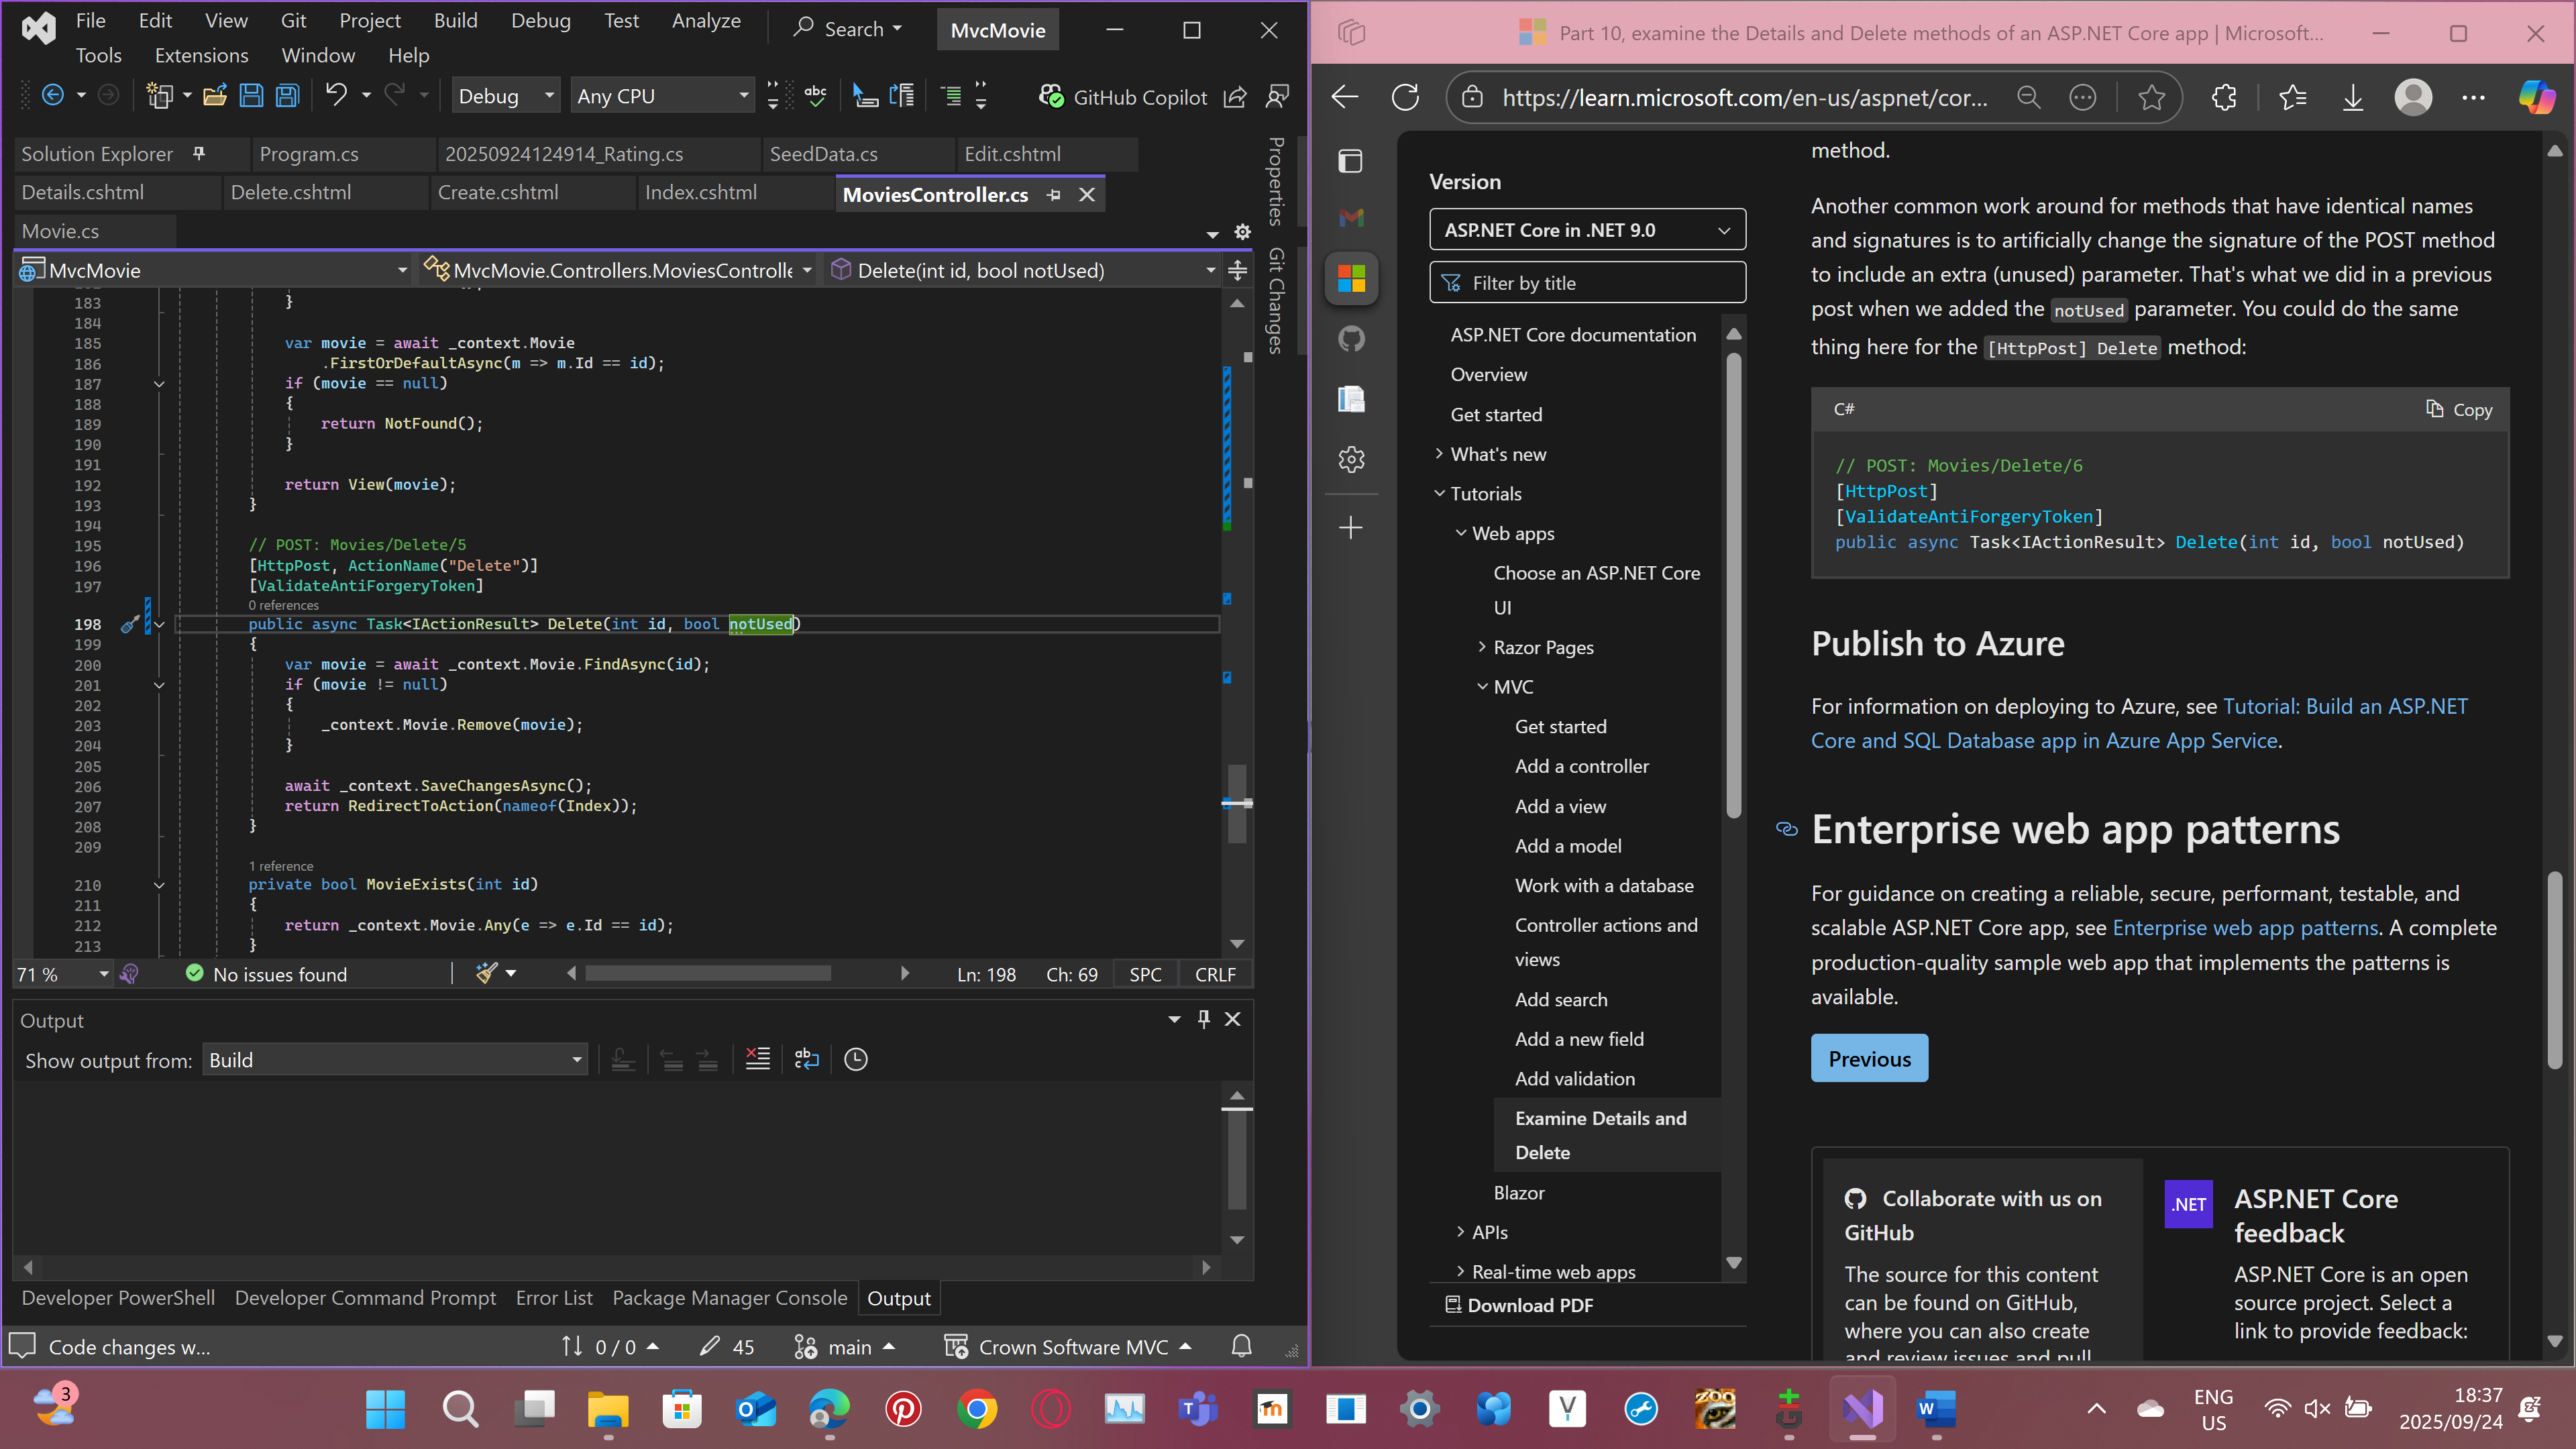 File Edit View Git Project Build Debug Test Analyze Search MvcMovie
Tools Extensions Window Help
Debug Any CPU GitHub Copilot
Solution Explorer Program.cs 20250924124914_Rating.cs SeedData.cs Edit.cshtml
Details.cshtml Delete.cshtml Create.cshtml Index.cshtml MoviesController.cs
Movie.cs
Properties
Git Changes
MvcMovie MvcMovie.Controllers.MoviesControlle Delete(int id, bool notUsed)
183 }
184
185 var movie = await _context.Movie
186 .FirstOrDefaultAsync(m => m.Id == id);
187 if (movie == null)
188 {
189 return NotFound();
190 }
191
192 return View(movie);
193 }
194
195 // POST: Movies/Delete/5
196 [HttpPost, ActionName("Delete")]
197 [ValidateAntiForgeryToken]
0 references
198 public async Task<IActionResult> Delete(int id, bool notUsed)
199 {
200 var movie = await _context.Movie.FindAsync(id);
201 if (movie != null)
202 {
203 _context.Movie.Remove(movie);
204 }
205
206 await _context.SaveChangesAsync();
207 return RedirectToAction(nameof(Index));
208 }
209
1 reference
210 private bool MovieExists(int id)
211 {
212 return _context.Movie.Any(e => e.Id == id);
213 }
71 % No issues found Ln: 198 Ch: 69 SPC CRLF
Output
Show output from: Build
Developer PowerShell Developer Command Prompt Error List Package Manager Console Output
Code changes w... 0 / 0 45 main Crown Software MVC
Part 10, examine the Details and Delete methods of an ASP.NET Core app | Microsoft...
https://learn.microsoft.com/en-us/aspnet/cor...
Version
ASP.NET Core in .NET 9.0
Filter by title
ASP.NET Core documentation
Overview
Get started
What's new
Tutorials
Web apps
Choose an ASP.NET Core
UI
Razor Pages
MVC
Get started
Add a controller
Add a view
Add a model
Work with a database
Controller actions and
views
Add search
Add a new field
Add validation
Examine Details and
Delete
Blazor
APIs
Real-time web apps
Download PDF
method.
Another common work around for methods that have identical names
and signatures is to artificially change the signature of the POST method
to include an extra (unused) parameter. That's what we did in a previous
post when we added the notUsed parameter. You could do the same
thing here for the [HttpPost] Delete method:
C# Copy
// POST: Movies/Delete/6
[HttpPost]
[ValidateAntiForgeryToken]
public async Task<IActionResult> Delete(int id, bool notUsed)
Publish to Azure
For information on deploying to Azure, see Tutorial: Build an ASP.NET
Core and SQL Database app in Azure App Service.
Enterprise web app patterns
For guidance on creating a reliable, secure, performant, testable, and
scalable ASP.NET Core app, see Enterprise web app patterns. A complete
production-quality sample web app that implements the patterns is
available.
Previous
Collaborate with us on
GitHub
The source for this content
can be found on GitHub,
where you can also create
and review issues and pull
.NET
ASP.NET Core
feedback
ASP.NET Core is an open
source project. Select a
link to provide feedback:
3
ENG
US
18:37
2025/09/24